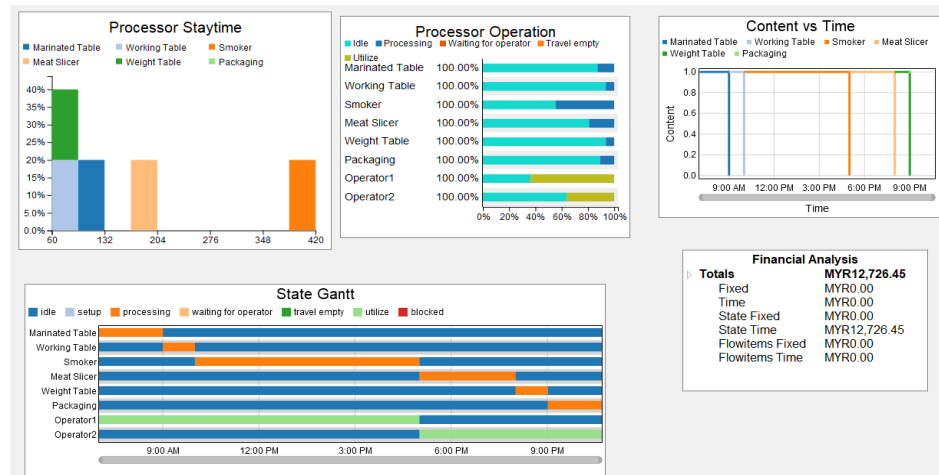 Processor Staytime
Marinated Table Working Table Smoker
Meat Slicer Weight Table Packaging
40%
35%
30%
25%
20%
15%
10%
5.0%
0.0%
60 132 204 276 348 420
Processor Operation
Idle Processing Waiting for operator Travel empty
Utilize
Marinated Table 100.00%
Working Table 100.00%
Smoker 100.00%
Meat Slicer 100.00%
Weight Table 100.00%
Packaging 100.00%
Operator1 100.00%
Operator2 100.00%
0% 20% 40% 60% 80% 100%
Content vs Time
Marinated Table Working Table Smoker Meat Slicer
Weight Table Packaging
Content
1.0
0.8
0.6
0.4
0.2
0.0
9:00 AM 12:00 PM 3:00 PM 6:00 PM 9:00 PM
Time
Financial Analysis
Totals MYR12,726.45
Fixed MYR0.00
Time MYR0.00
State Fixed MYR0.00
State Time MYR12,726.45
Flowitems Fixed MYR0.00
Flowitems Time MYR0.00
State Gantt
idle setup processing waiting for operator travel empty utilize blocked
Marinated Table
Working Table
Smoker
Meat Slicer
Weight Table
Packaging
Operator1
Operator2
9:00 AM 12:00 PM 3:00 PM 6:00 PM 9:00 PM